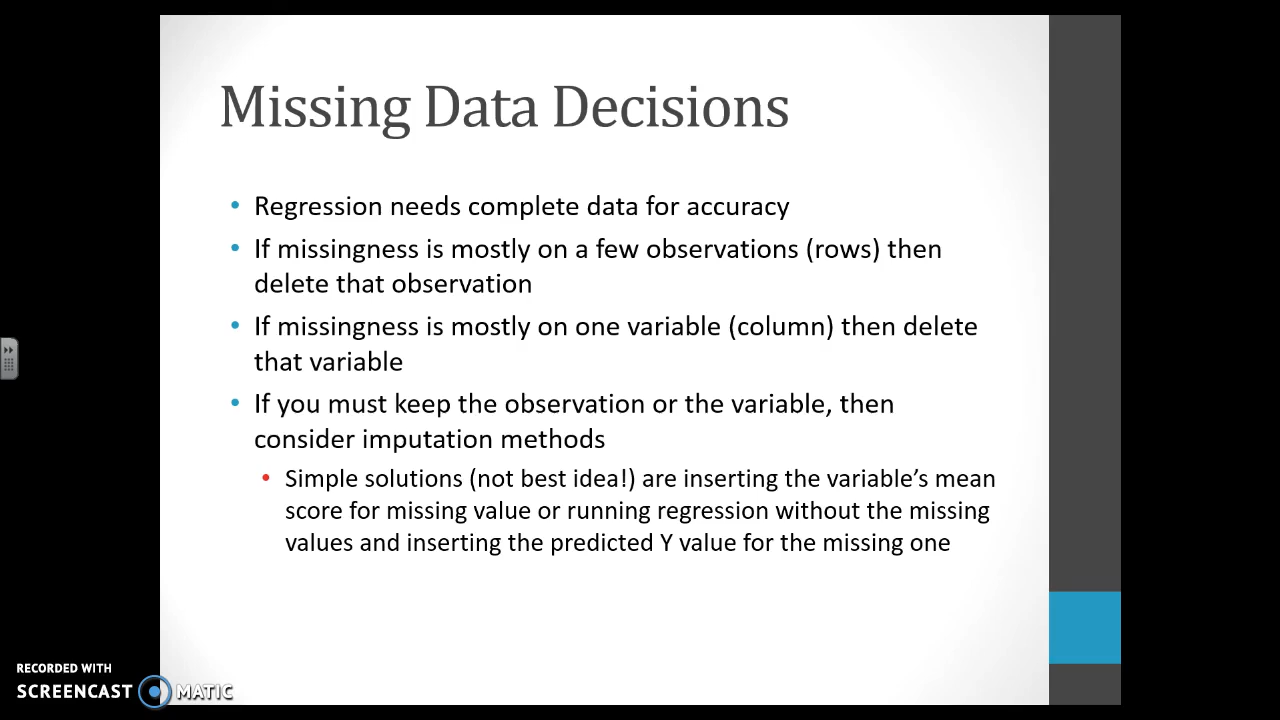 Missing Data Decisions
• Regression needs complete data for accuracy
• If missingness is mostly on a few observations (rows) then
delete that observation
• If missingness is mostly on one variable (column) then delete
that variable
• If you must keep the observation or the variable, then
consider imputation methods
• Simple solutions (not best idea!) are inserting the variable’s mean
score for missing value or running regression without the missing
values and inserting the predicted Y value for the missing one
RECORDED WITH
SCREENCAST MATIC